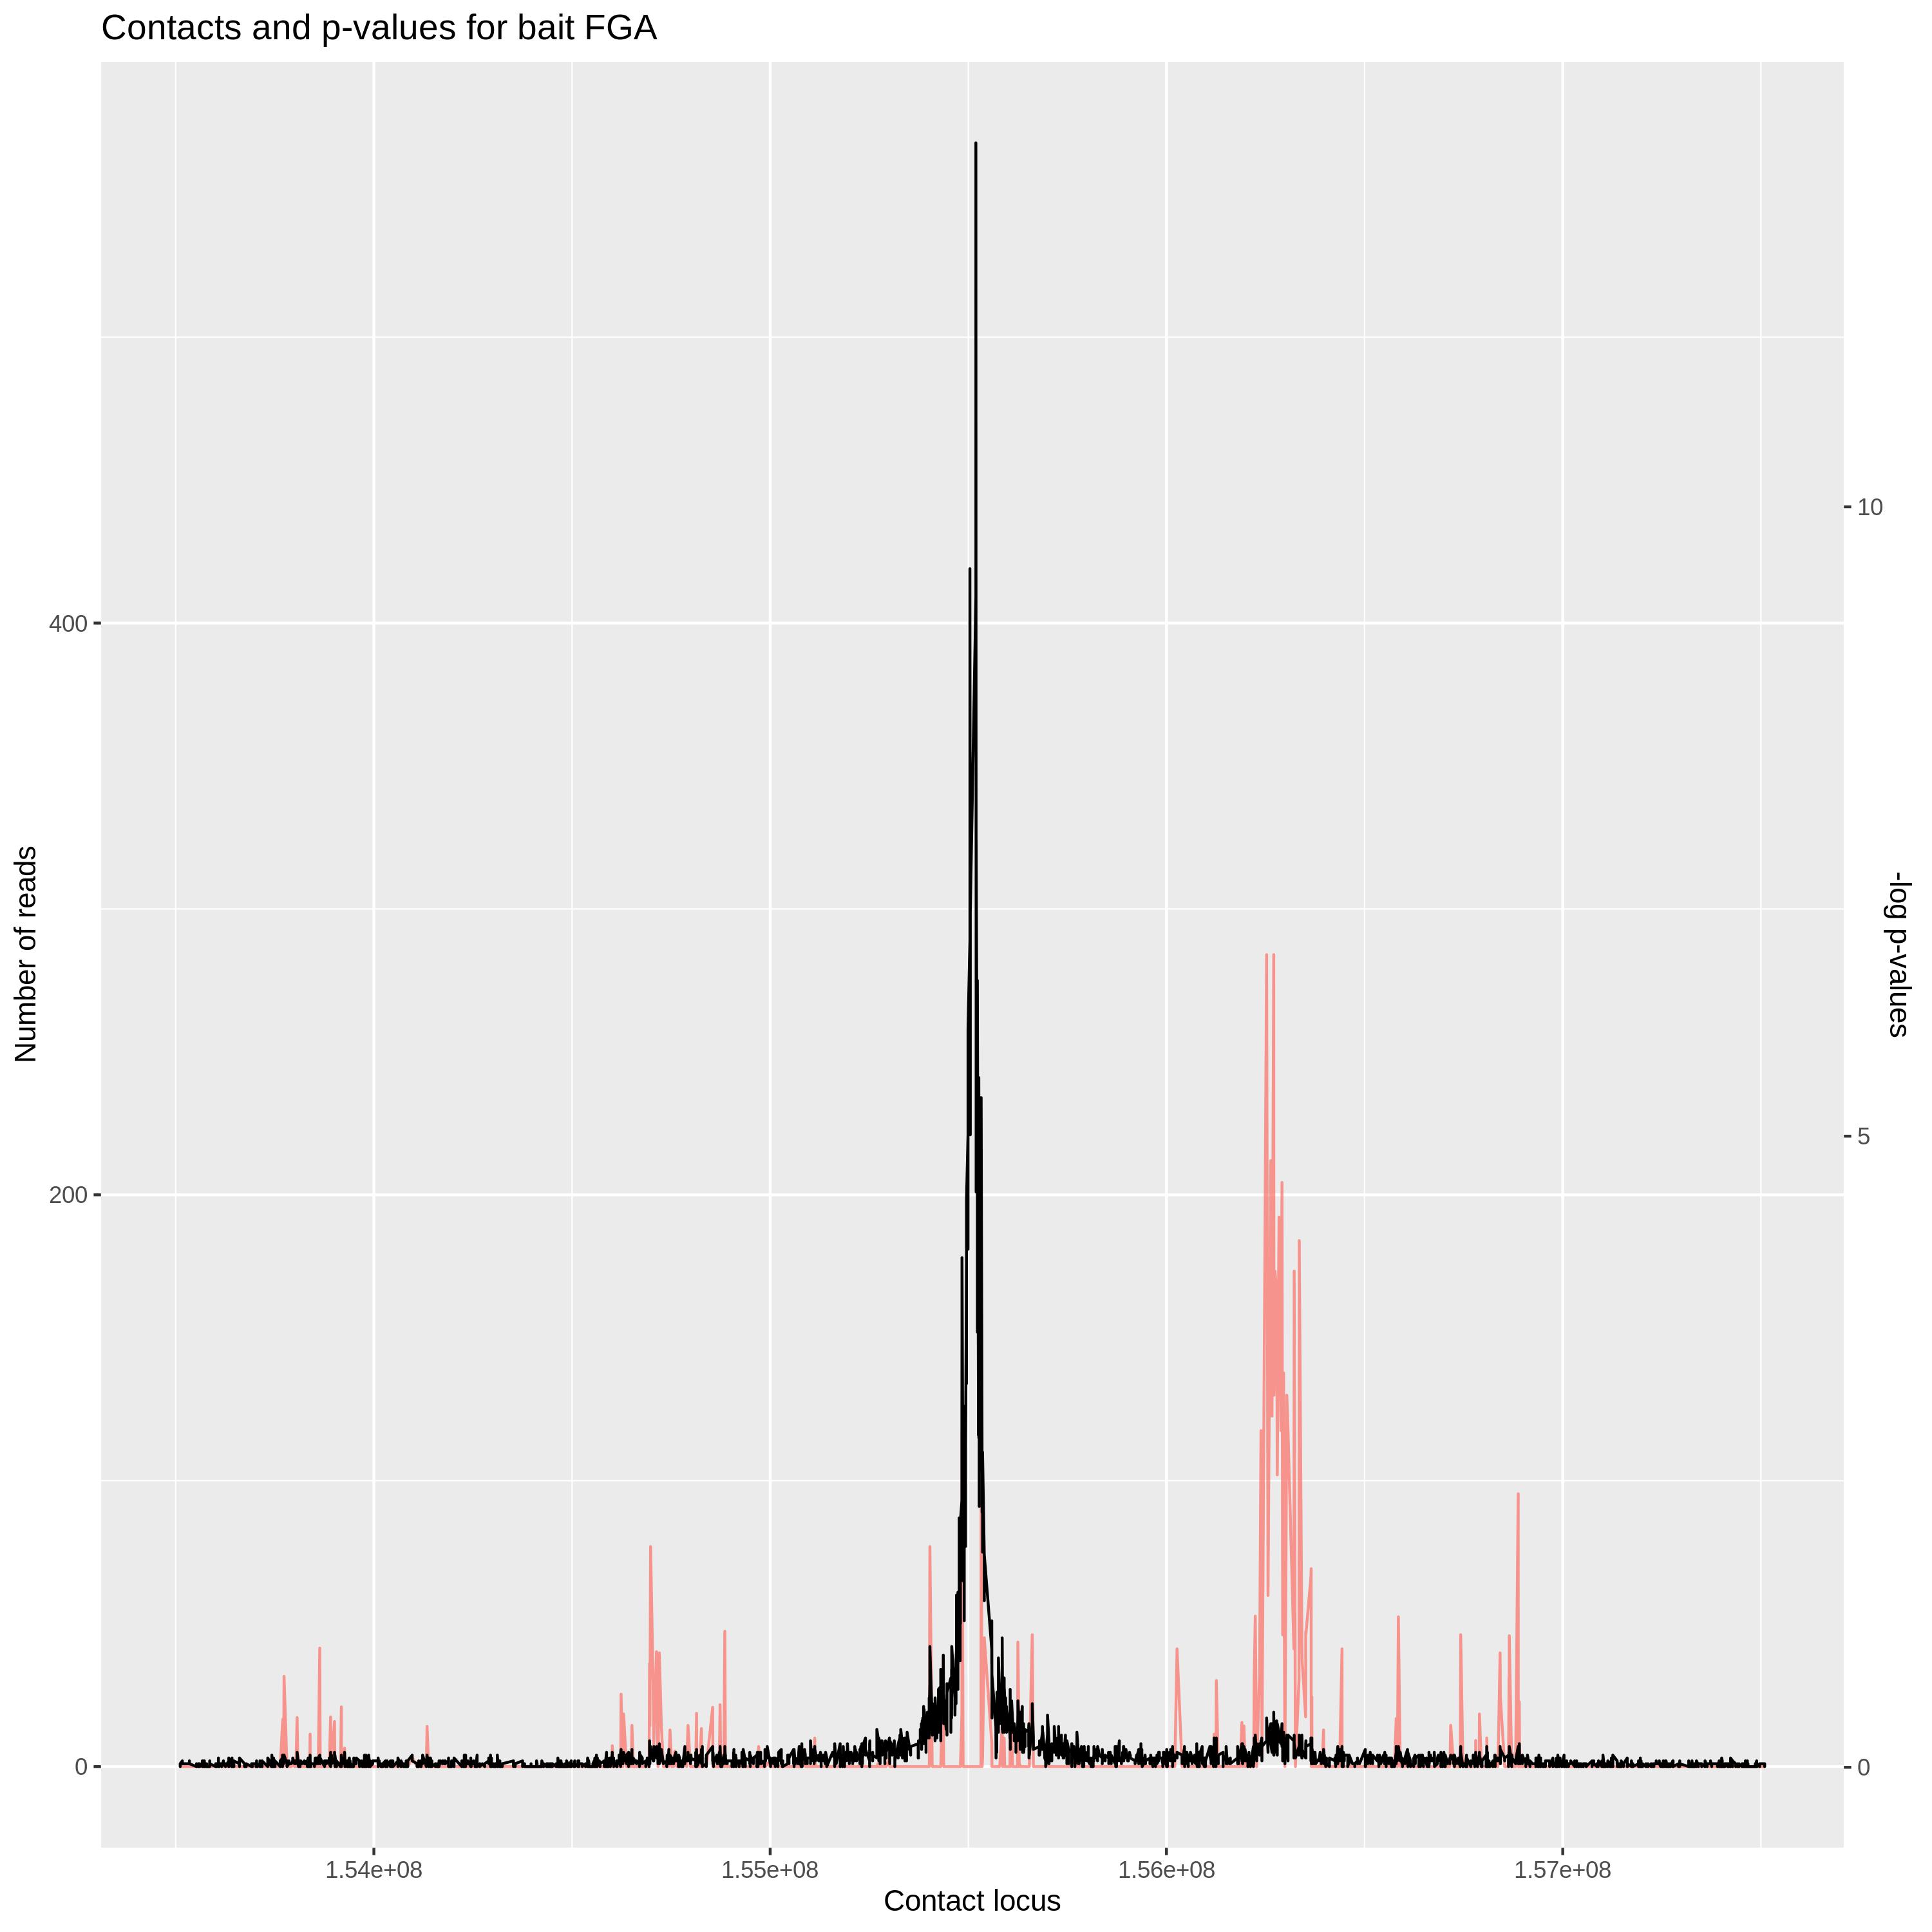 Contacts and p-values for bait FGA
Number of reads
400
200
0
10
5
0
-log p-values
1.54e+08 1.55e+08 1.56e+08 1.57e+08
Contact locus